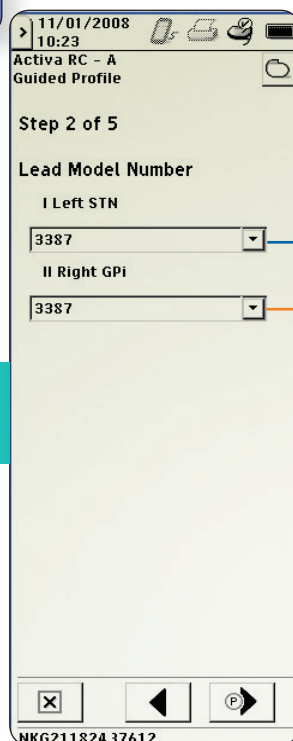 11/01/2008
10:23
Activa RC - A
Guided Profile
Step 2 of 5
Lead Model Number
I Left STN
3387
II Right GPi
3387
P
NKG211824 37612